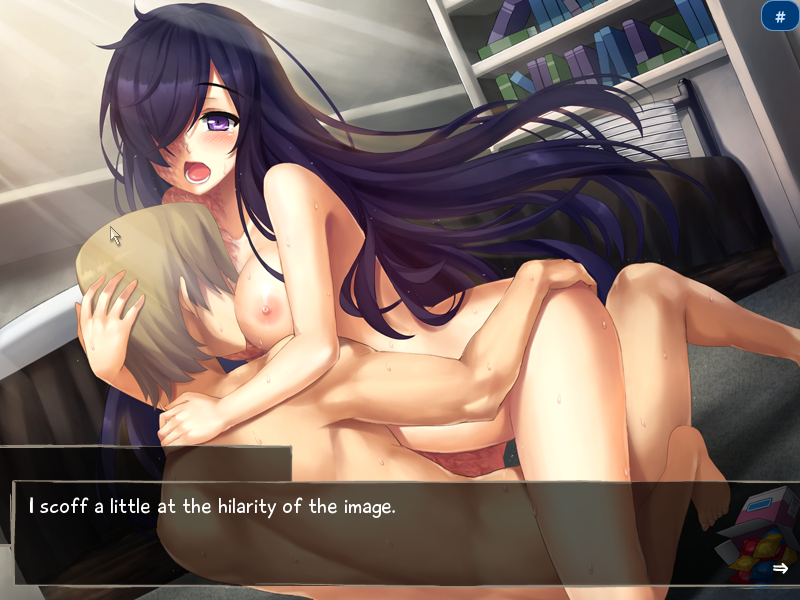 #
I scoff a little at the hilarity of the image.
⇒